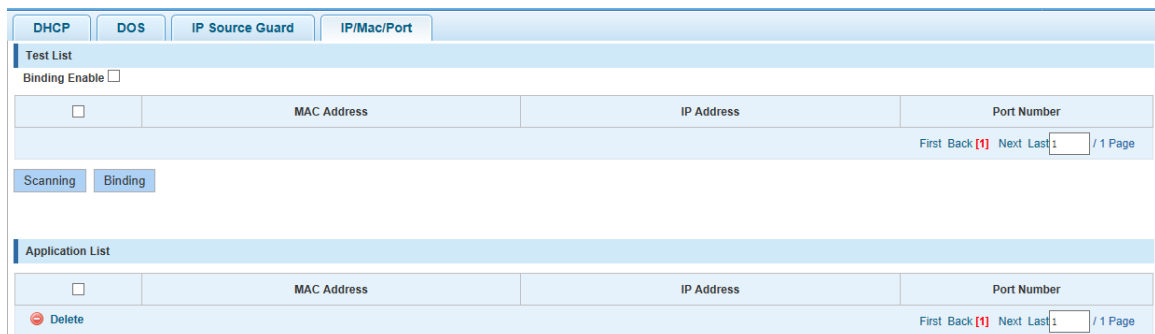 DHCP DOS IP Source Guard IP/Mac/Port
Test List
Binding Enable
MAC Address IP Address Port Number
First Back [1] Next Last 1 / 1 Page
Scanning Binding
Application List
MAC Address IP Address Port Number
Delete First Back [1] Next Last 1 / 1 Page